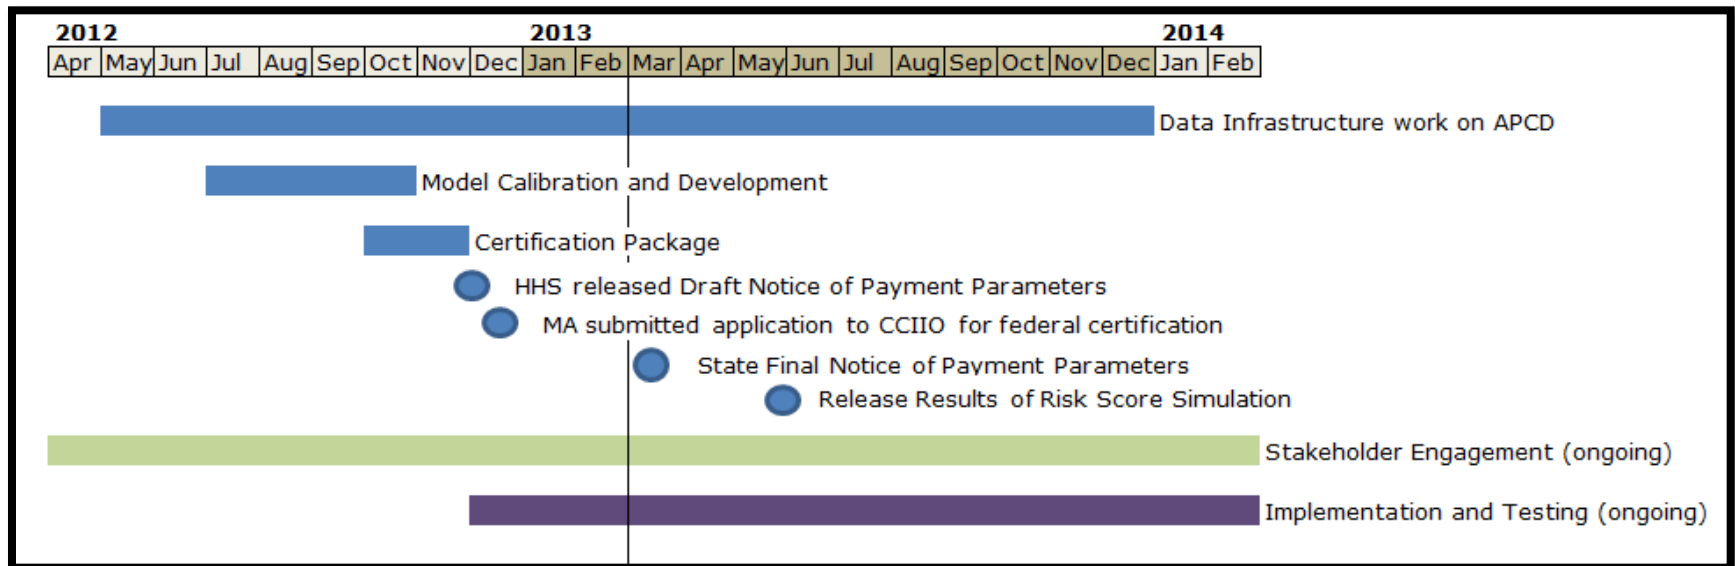 2012 2013 2014
Apr May Jun Jul Aug Sep Oct Nov Dec Jan Feb Mar Apr May Jun Jul Aug Sep Oct Nov Dec Jan Feb
Data Infrastructure work on APCD
Model Calibration and Development
Certification Package
HHS released Draft Notice of Payment Parameters
MA submitted application to CCIIO for federal certification
State Final Notice of Payment Parameters
Release Results of Risk Score Simulation
Stakeholder Engagement (ongoing)
Implementation and Testing (ongoing)